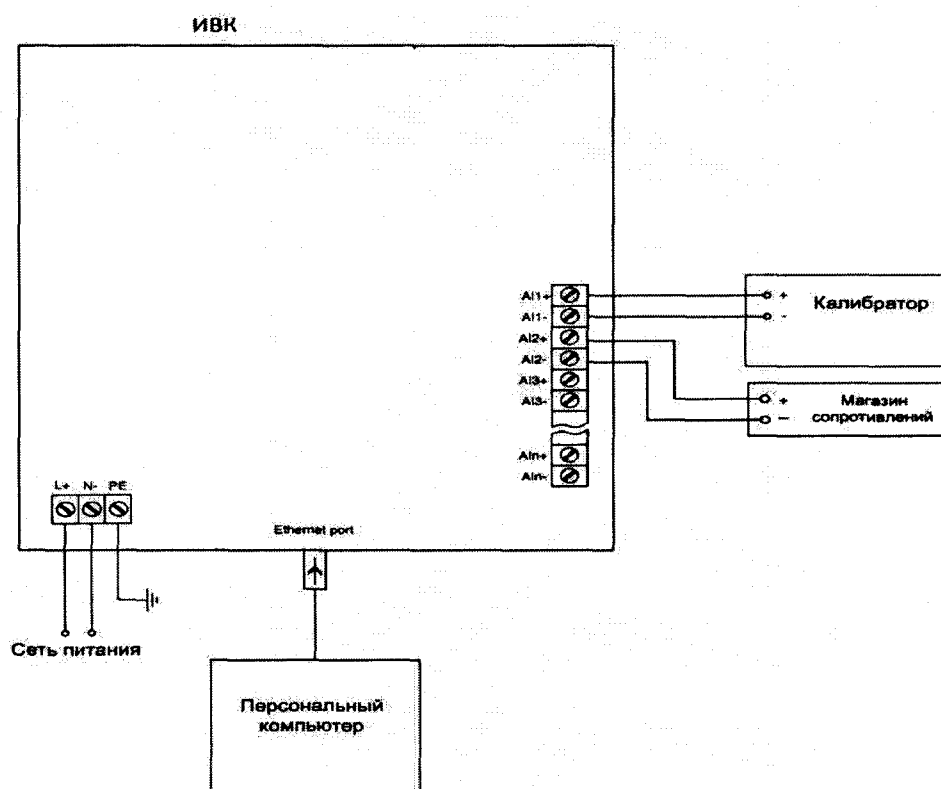 ИВК
AI1+
AI1-
AI2+
AI2-
AI3+
AI3-
AIn+
AIn-
+
-
Калибратор
+
–
Магазин
сопротивлений
L+ N- PE
Ethernet port
Сеть питания
Персональный
компьютер